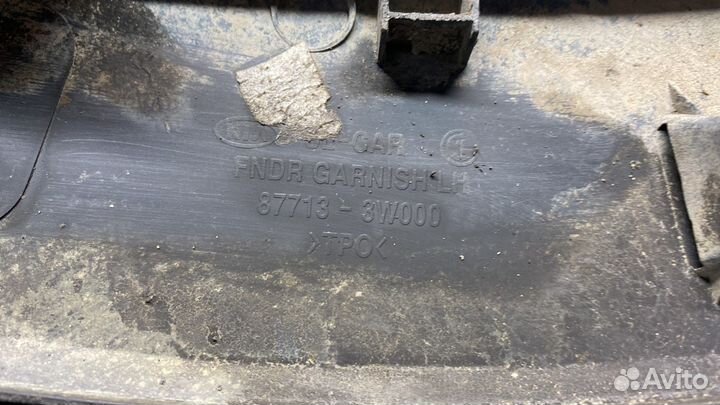 CAR
FNDR GARNISH LH
87713 - 3W000
>TPO<
Avito